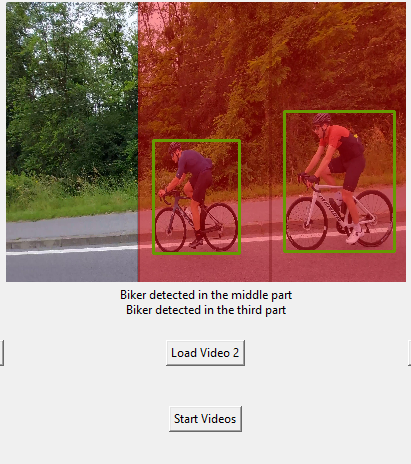 Biker detected in the middle part
Biker detected in the third part
Load Video 2
Start Videos